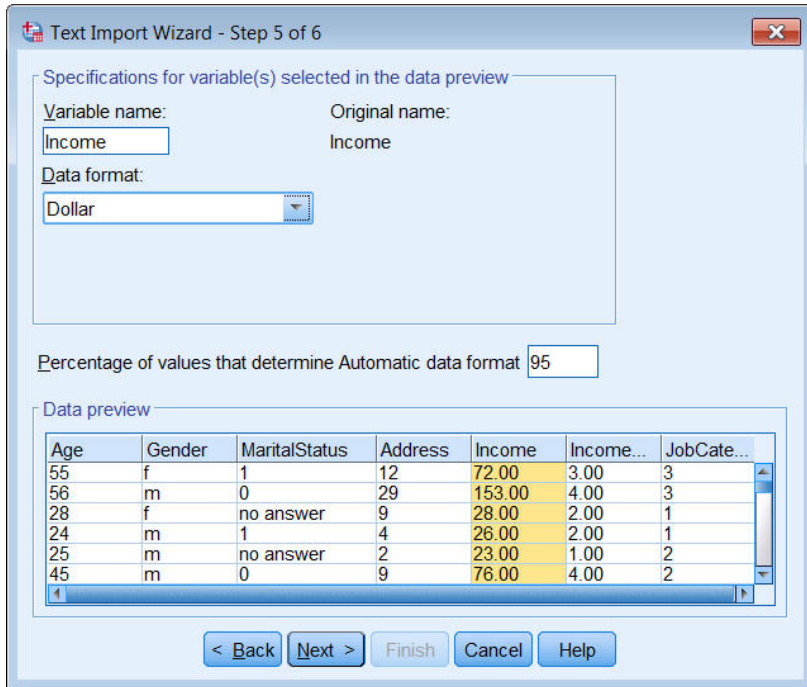 Text Import Wizard - Step 5 of 6
Specifications for variable(s) selected in the data preview
Variable name: Original name:
Income Income
Data format:
Dollar
Percentage of values that determine Automatic data format 95
Data preview
Age Gender MaritalStatus Address Income Income... JobCate...
55 f 1 12 72.00 3.00 3
56 m 0 29 153.00 4.00 3
28 f no answer 9 28.00 2.00 1
24 m 1 4 26.00 2.00 1
25 m no answer 2 23.00 1.00 2
45 m 0 9 76.00 4.00 2
< Back Next > Finish Cancel Help